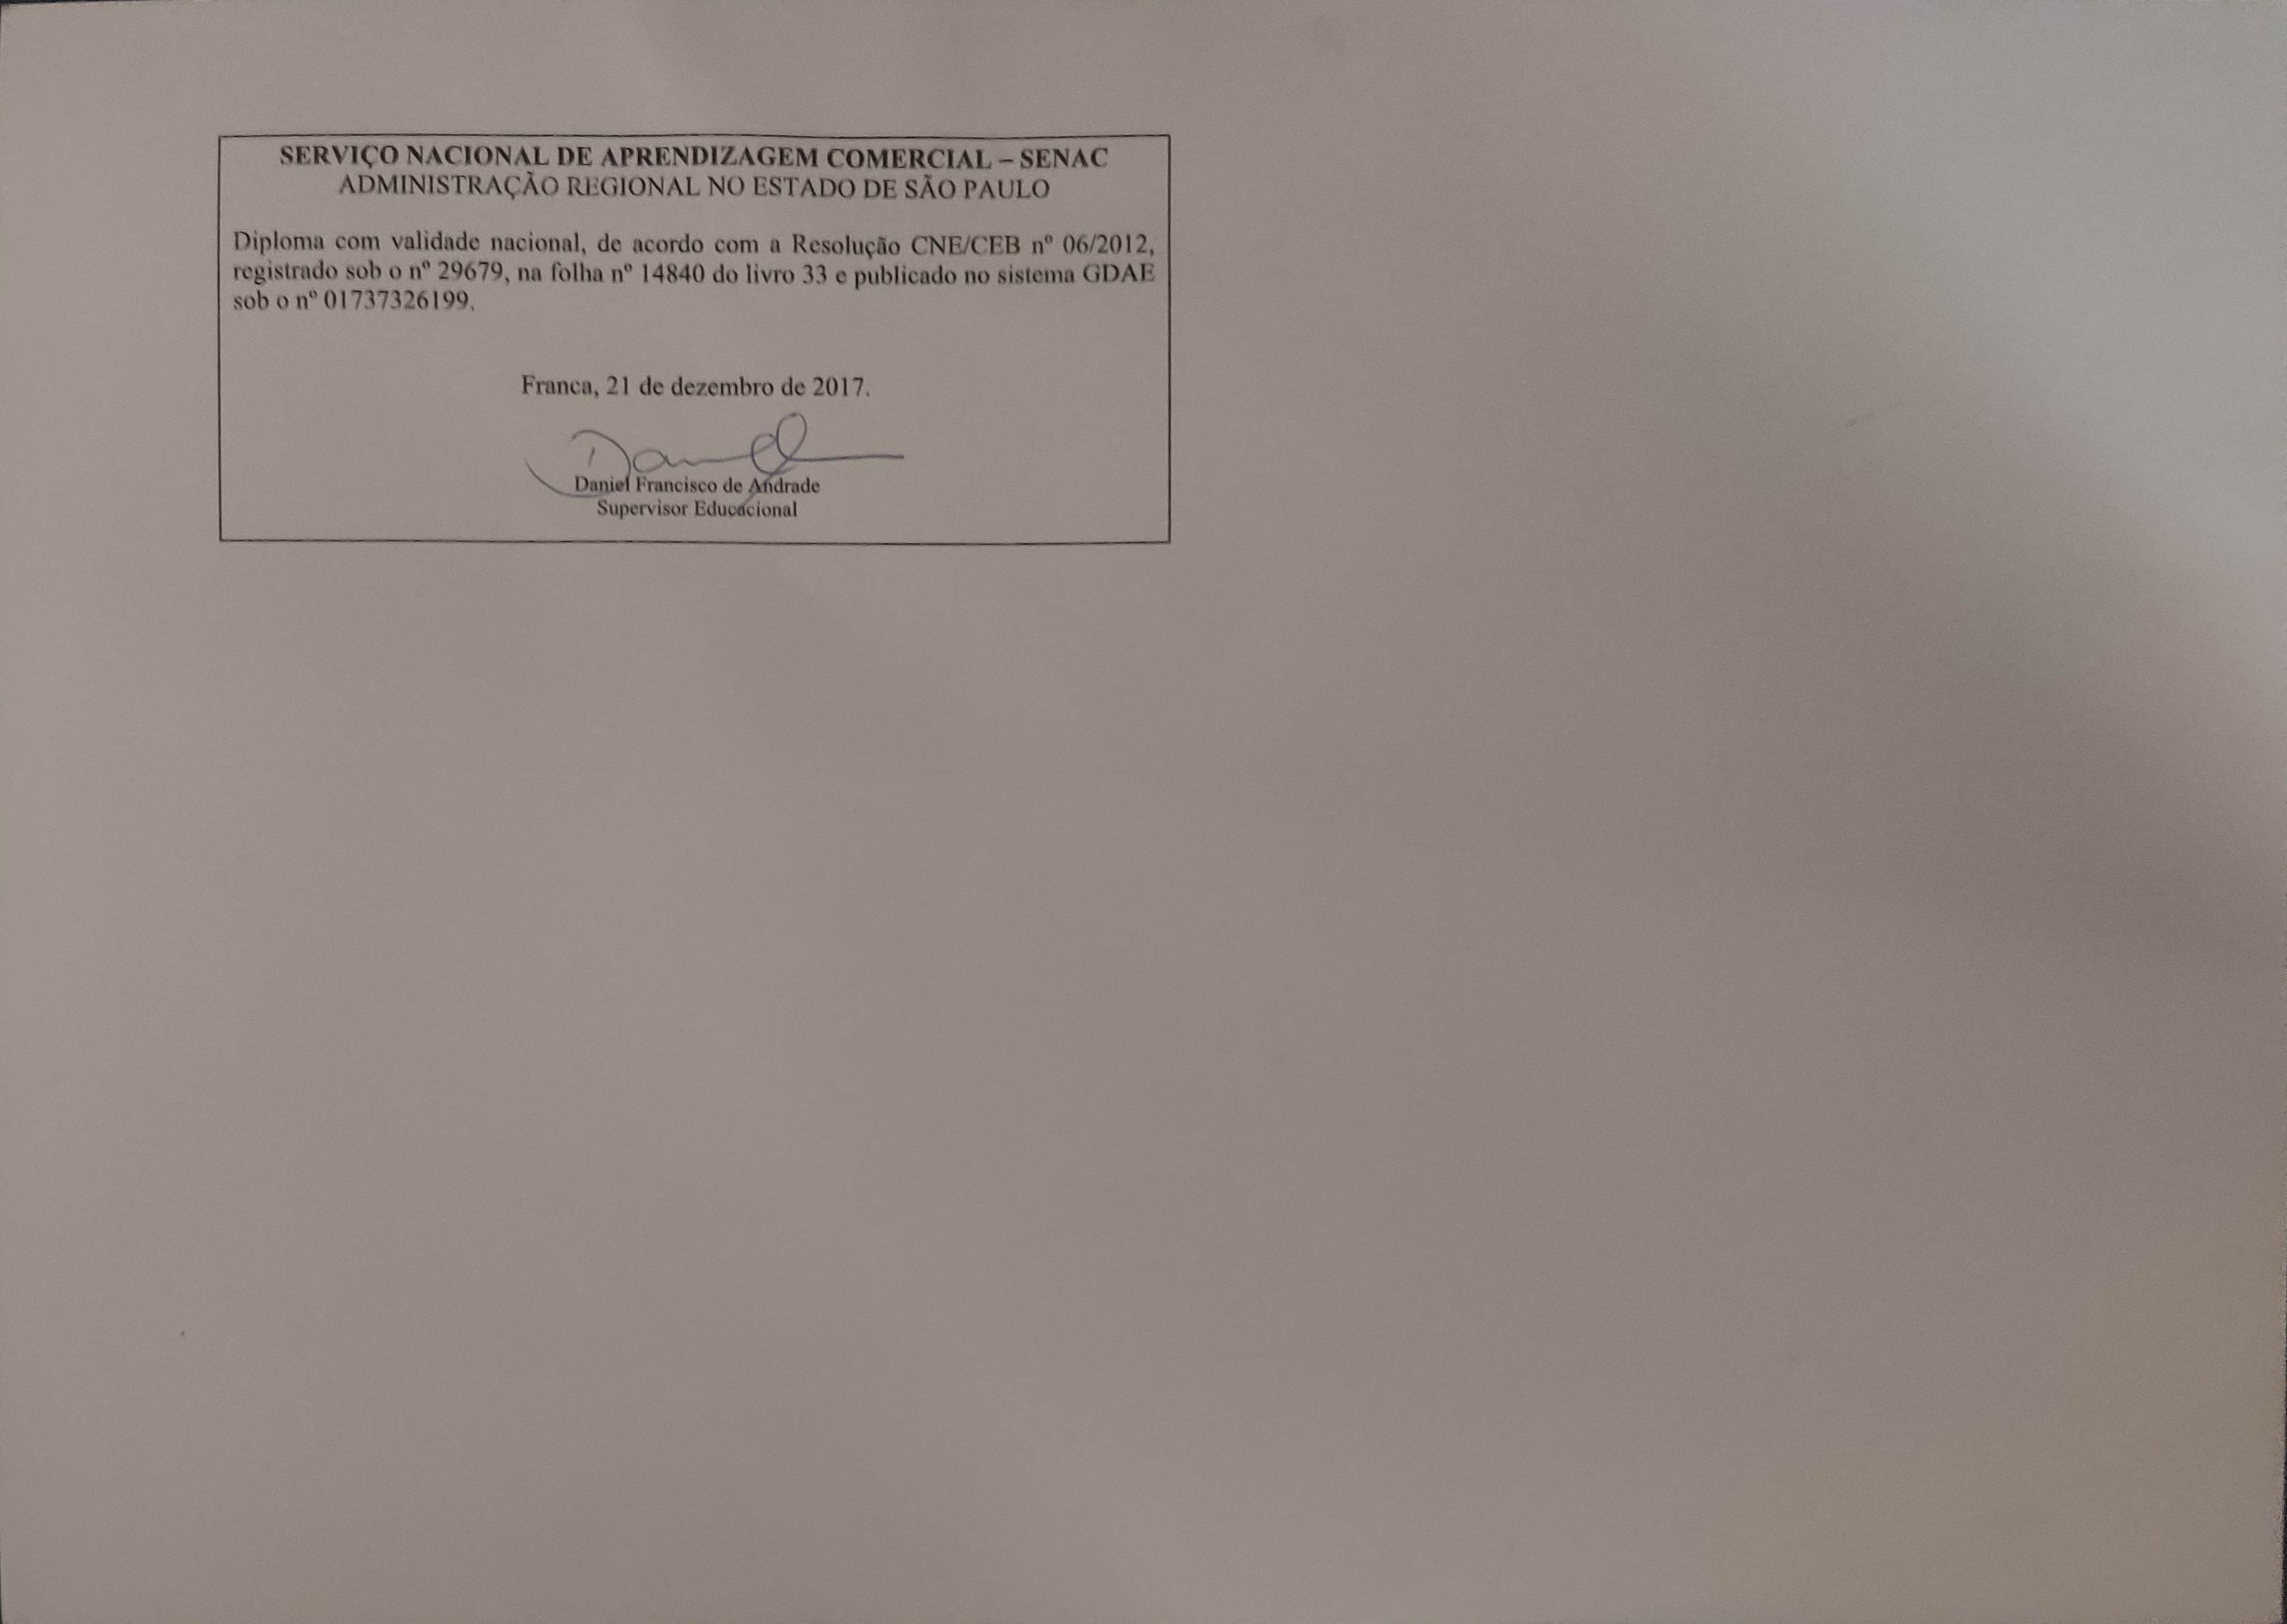 SERVIÇO NACIONAL DE APRENDIZAGEM COMERCIAL – SENAC
ADMINISTRAÇÃO REGIONAL NO ESTADO DE SÃO PAULO
Diploma com validade nacional, de acordo com a Resolução CNE/CEB nº 06/2012,
registrado sob o nº 29679, na folha nº 14840 do livro 33 e publicado no sistema GDAE
sob o nº 01737326199.
Franca, 21 de dezembro de 2017.
Daniel Francisco de Andrade
Supervisor Educacional